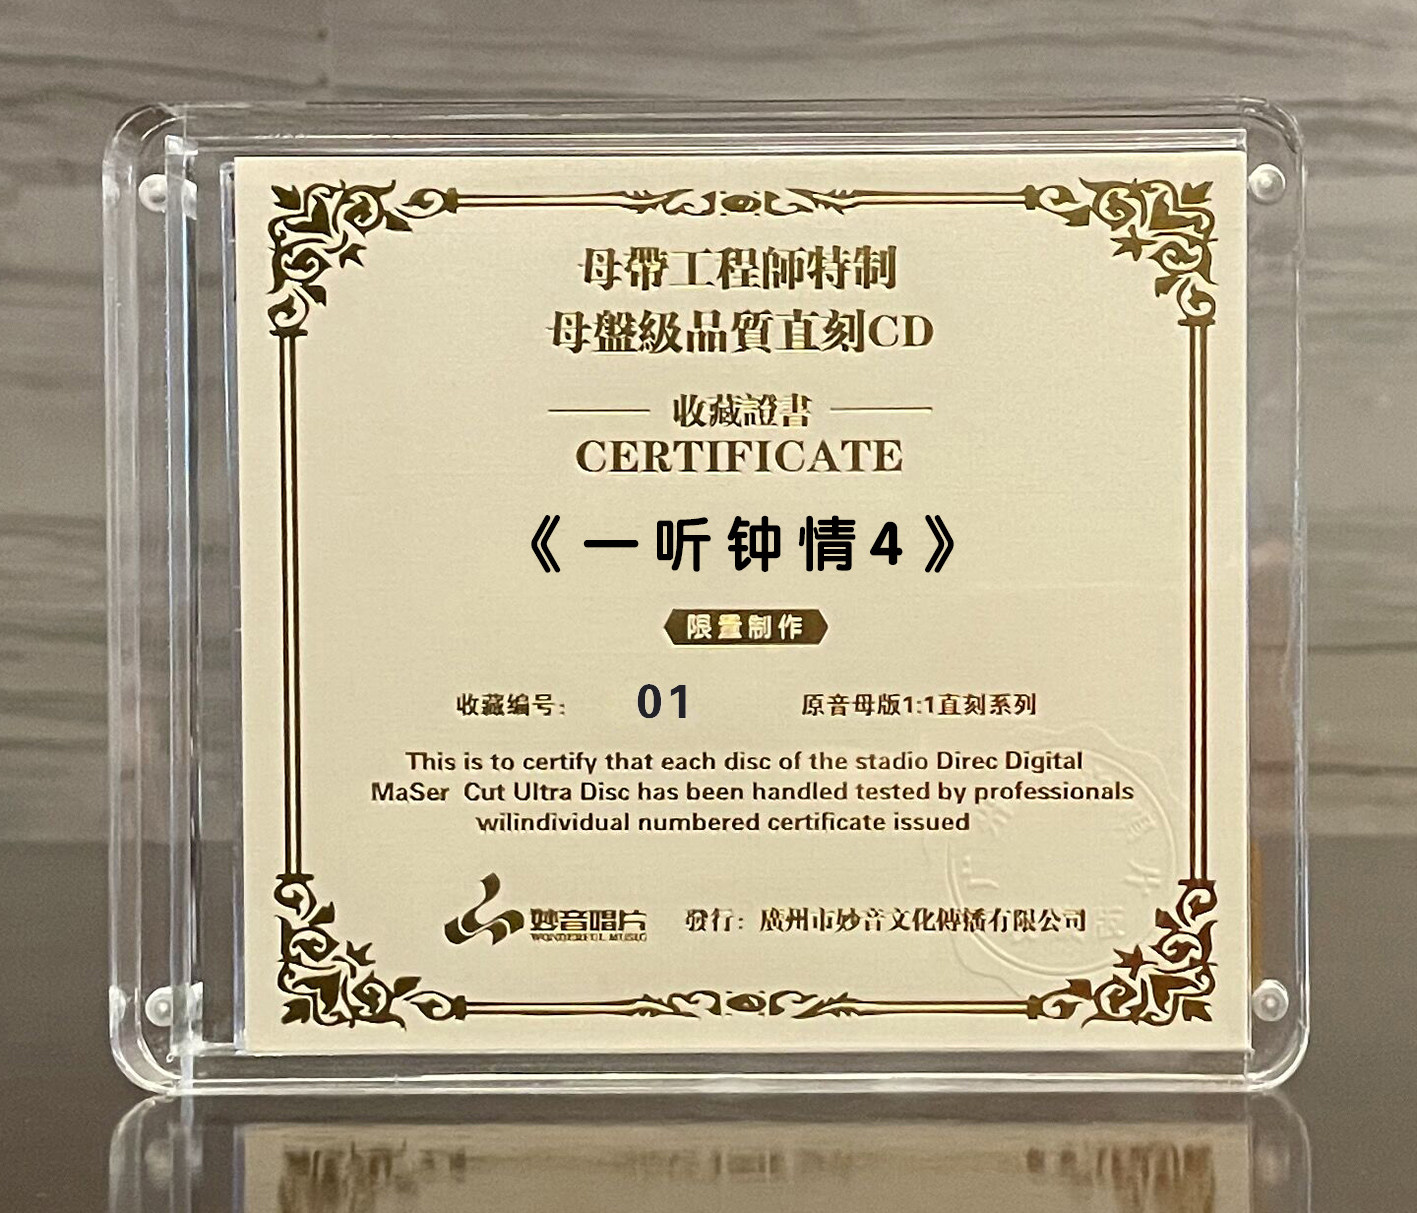 母帶工程師特制
母盤級品質直刻CD
收藏證書
CERTIFICATE
《一听钟情4》
限量制作
收藏编号: 01 原音母版1:1直刻系列
This is to certify that each disc of the stadio Direc Digital
MaSer Cut Ultra Disc has been handled tested by professionals
wilindividual numbered certificate issued
妙音唱片 發行: 廣州市妙音文化傳播有限公司
WONDERFUL MUSIC